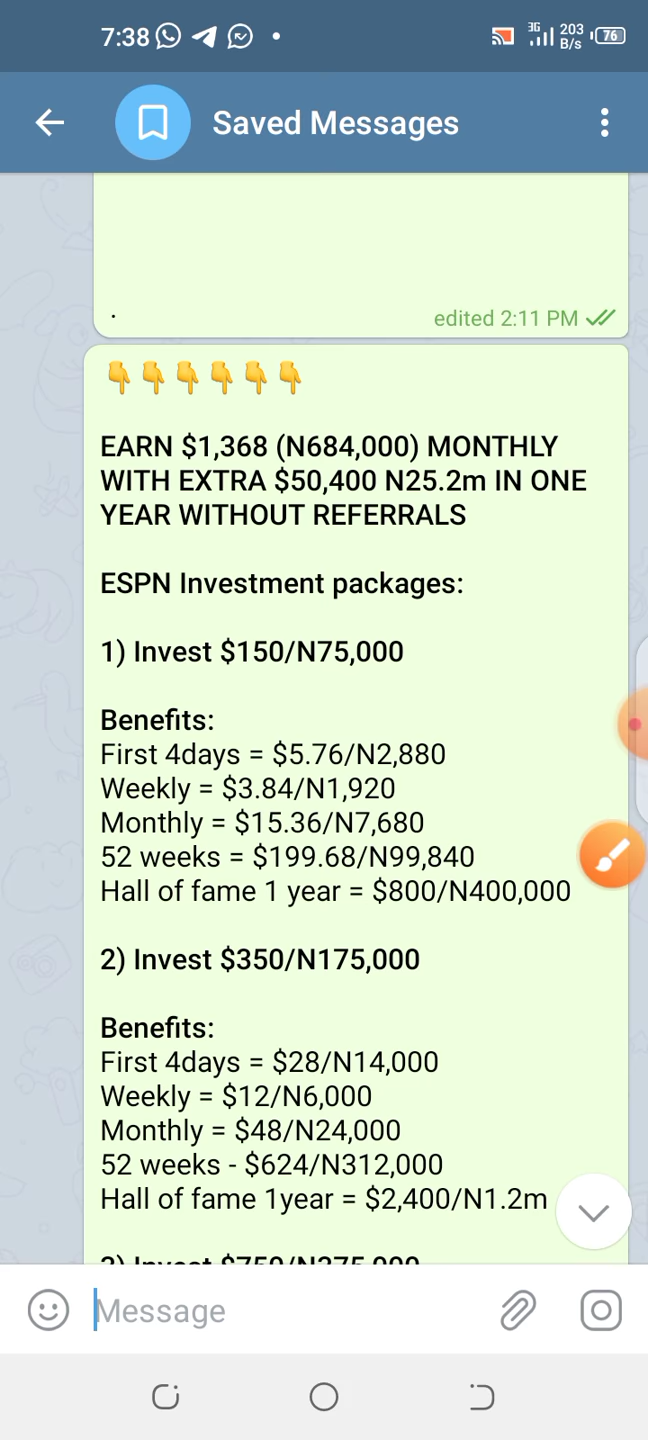 7:38
3G 203 B/s 76
Saved Messages
.
edited 2:11 PM
👇👇👇👇👇👇
EARN $1,368 (N684,000) MONTHLY
WITH EXTRA $50,400 N25.2m IN ONE
YEAR WITHOUT REFERRALS
ESPN Investment packages:
1) Invest $150/N75,000
Benefits:
First 4days = $5.76/N2,880
Weekly = $3.84/N1,920
Monthly = $15.36/N7,680
52 weeks = $199.68/N99,840
Hall of fame 1 year = $800/N400,000
2) Invest $350/N175,000
Benefits:
First 4days = $28/N14,000
Weekly = $12/N6,000
Monthly = $48/N24,000
52 weeks - $624/N312,000
Hall of fame 1year = $2,400/N1.2m
Invest
Message